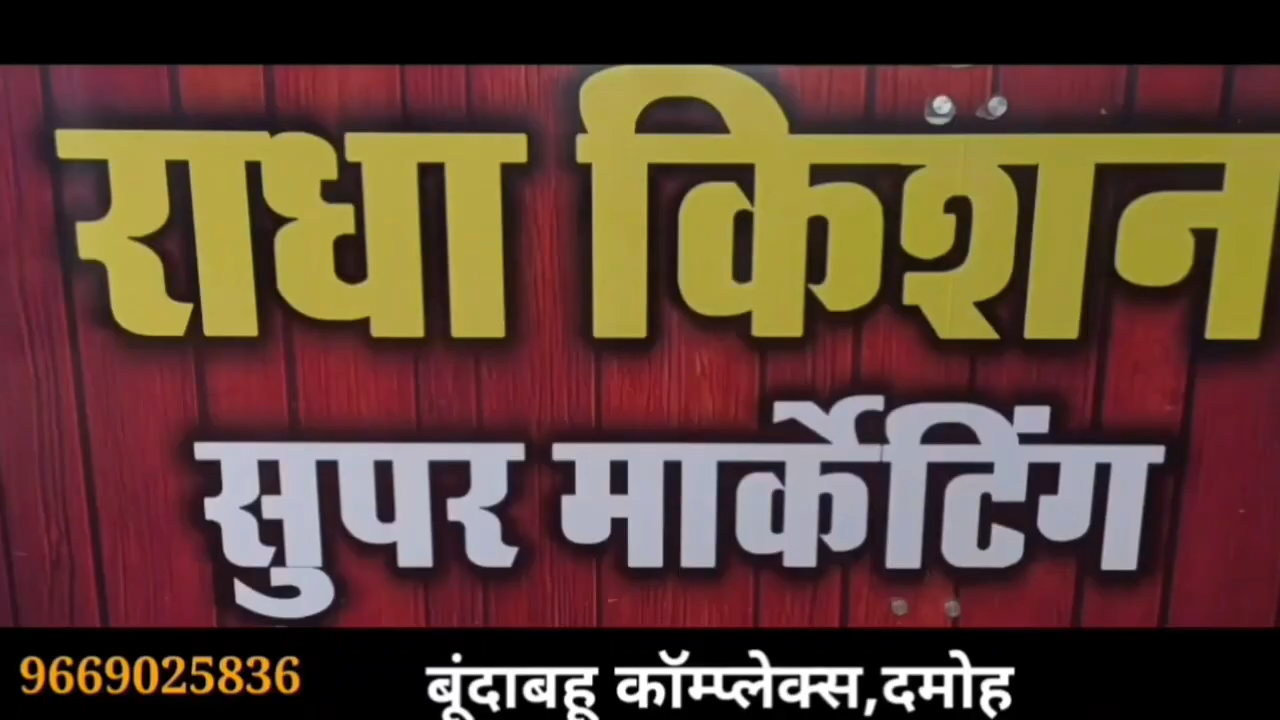 राधा किशन
सुपर मार्केटिंग
9669025836 बूंदाबहू कॉम्प्लेक्स,दमोह